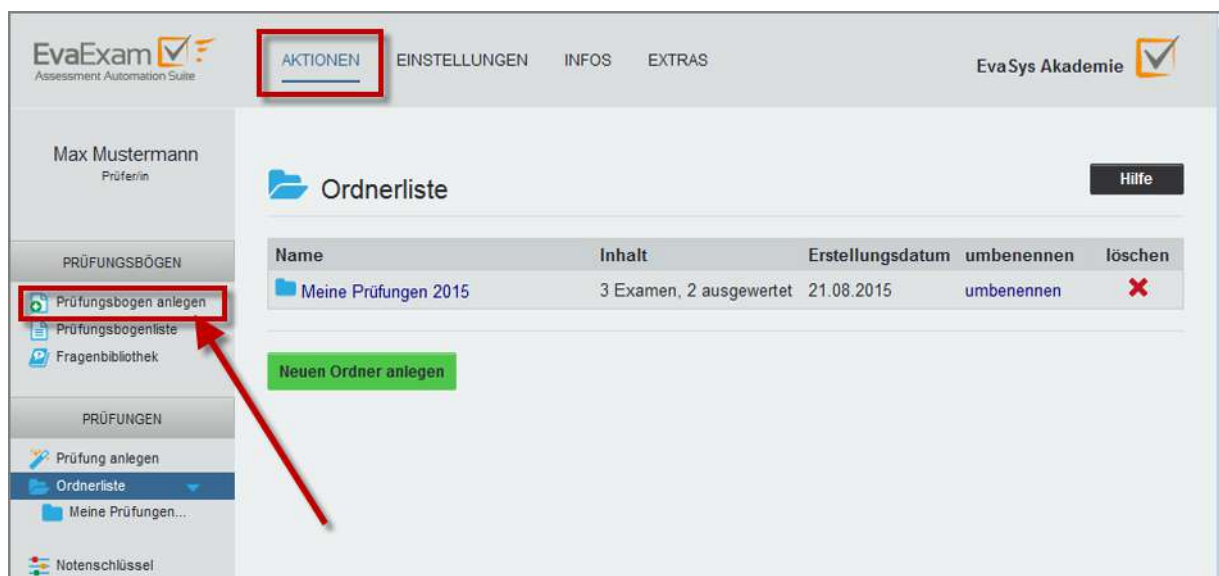 EvaExam
Assessment Automation Suite
AKTIONEN EINSTELLUNGEN INFOS EXTRAS
EvaSys Akademie
Max Mustermann
Prüfer/in
PRÜFUNGSBÖGEN
Prüfungsbogen anlegen
Prüfungsbogenliste
Fragenbibliothek
PRÜFUNGEN
Prüfung anlegen
Ordnerliste
Meine Prüfungen...
Notenschlüssel
Ordnerliste
Hilfe
Name Inhalt Erstellungsdatum umbenennen löschen
Meine Prüfungen 2015 3 Examen, 2 ausgewertet 21.08.2015 umbenennen
Neuen Ordner anlegen